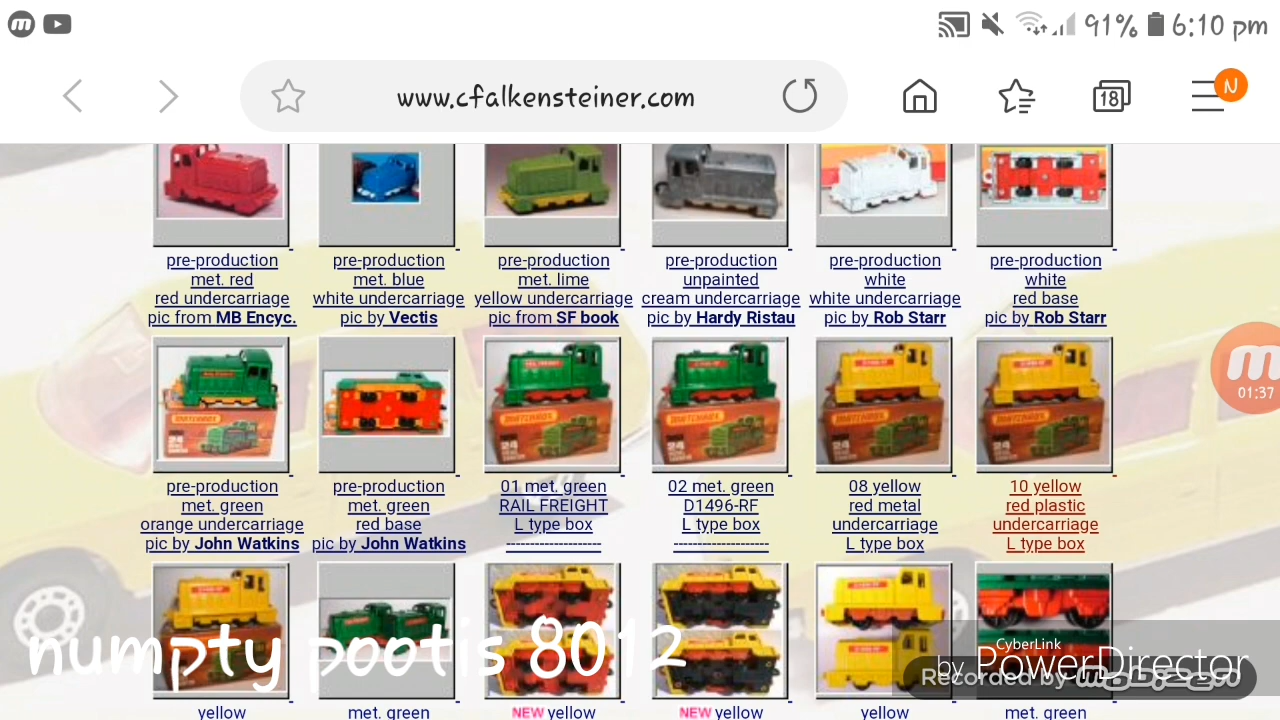 91% 6:10 pm
www.cfalkensteiner.com
18
N
pre-production
met. red
red undercarriage
pic from MB Encyc.
pre-production
met. blue
white undercarriage
pic by Vectis
pre-production
met. lime
yellow undercarriage
pic from SF book
pre-production
unpainted
cream undercarriage
pic by Hardy Ristau
pre-production
white
white undercarriage
pic by Rob Starr
pre-production
white
red base
pic by Rob Starr
01:37
pre-production
met. green
orange undercarriage
pic by John Watkins
pre-production
met. green
red base
pic by John Watkins
01 met. green
RAIL FREIGHT
L type box
--------------------
02 met. green
D1496-RF
L type box
--------------------
08 yellow
red metal
undercarriage
L type box
10 yellow
red plastic
undercarriage
L type box
numpty pootis 8012
CyberLink
by PowerDirector
Recorded by
yellow
met. green
NEW yellow
NEW yellow
yellow
met. green